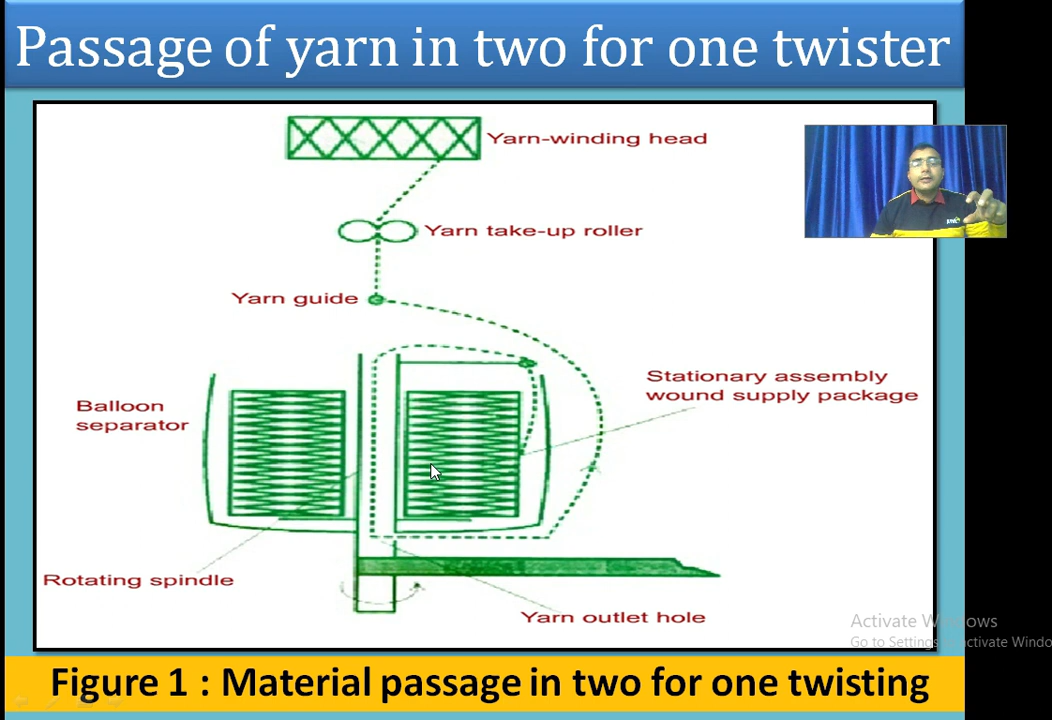 Passage of yarn in two for one twister
Yarn-winding head
Yarn take-up roller
Yarn guide
Stationary assembly
wound supply package
Balloon
separator
Rotating spindle
Yarn outlet hole
Activate Windows
Go to Settings to activate Windo
Figure 1 : Material passage in two for one twisting